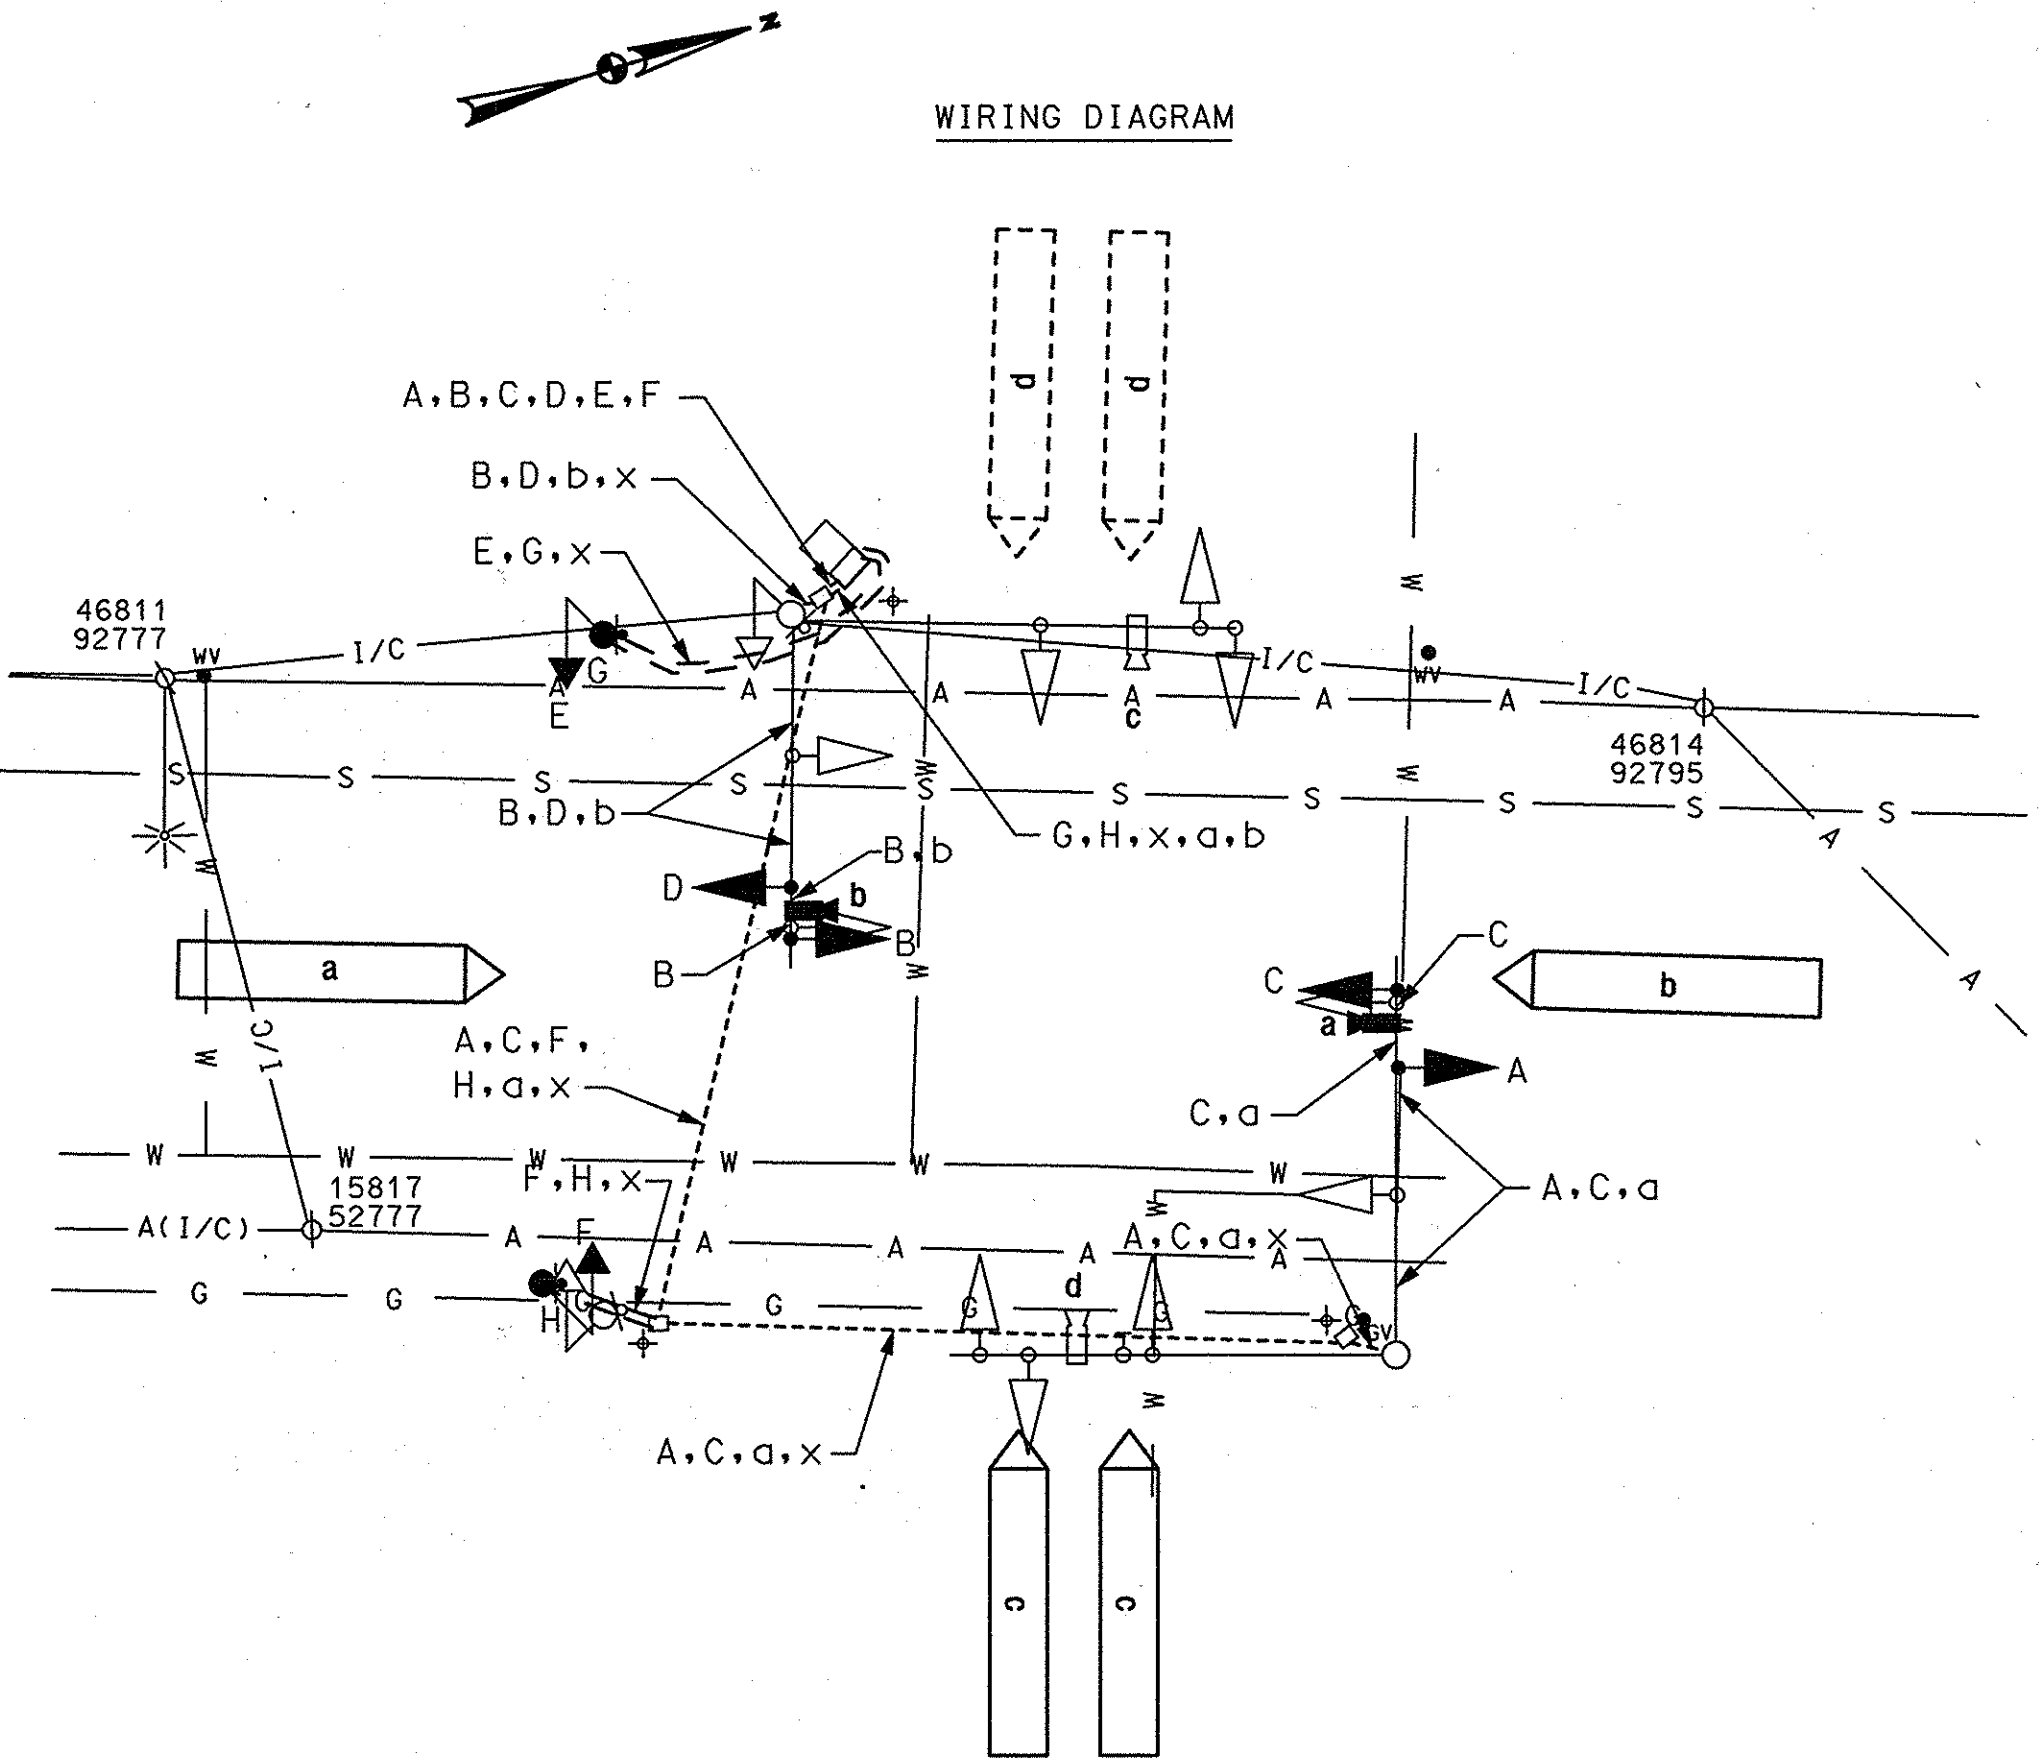 N
WIRING DIAGRAM
d
d
A,B,C,D,E,F
B,D,b,x
E,G,x
W
46811
92777
WV
I/C
G
I/C
WV
I/C
A
A
A
A
A
A
E
c
46814
92795
W
W
S
S
S
S
S
S
S
S
S
S
B,D,b
G,H,x,a,b
A
B,b
W
D
b
B
C
B
W
a
C
b
A
a
W
I/C
A,C,F,
H,a,x
W
A
C,a
W
W
W
W
W
W
F,H,x
15817
52777
A,C,a
W
A(I/C)
F
A
A
A
A
A,C,a,x
A
d
G
G
H
G
G
G
G
G
GV
W
A,C,a,x
c
c